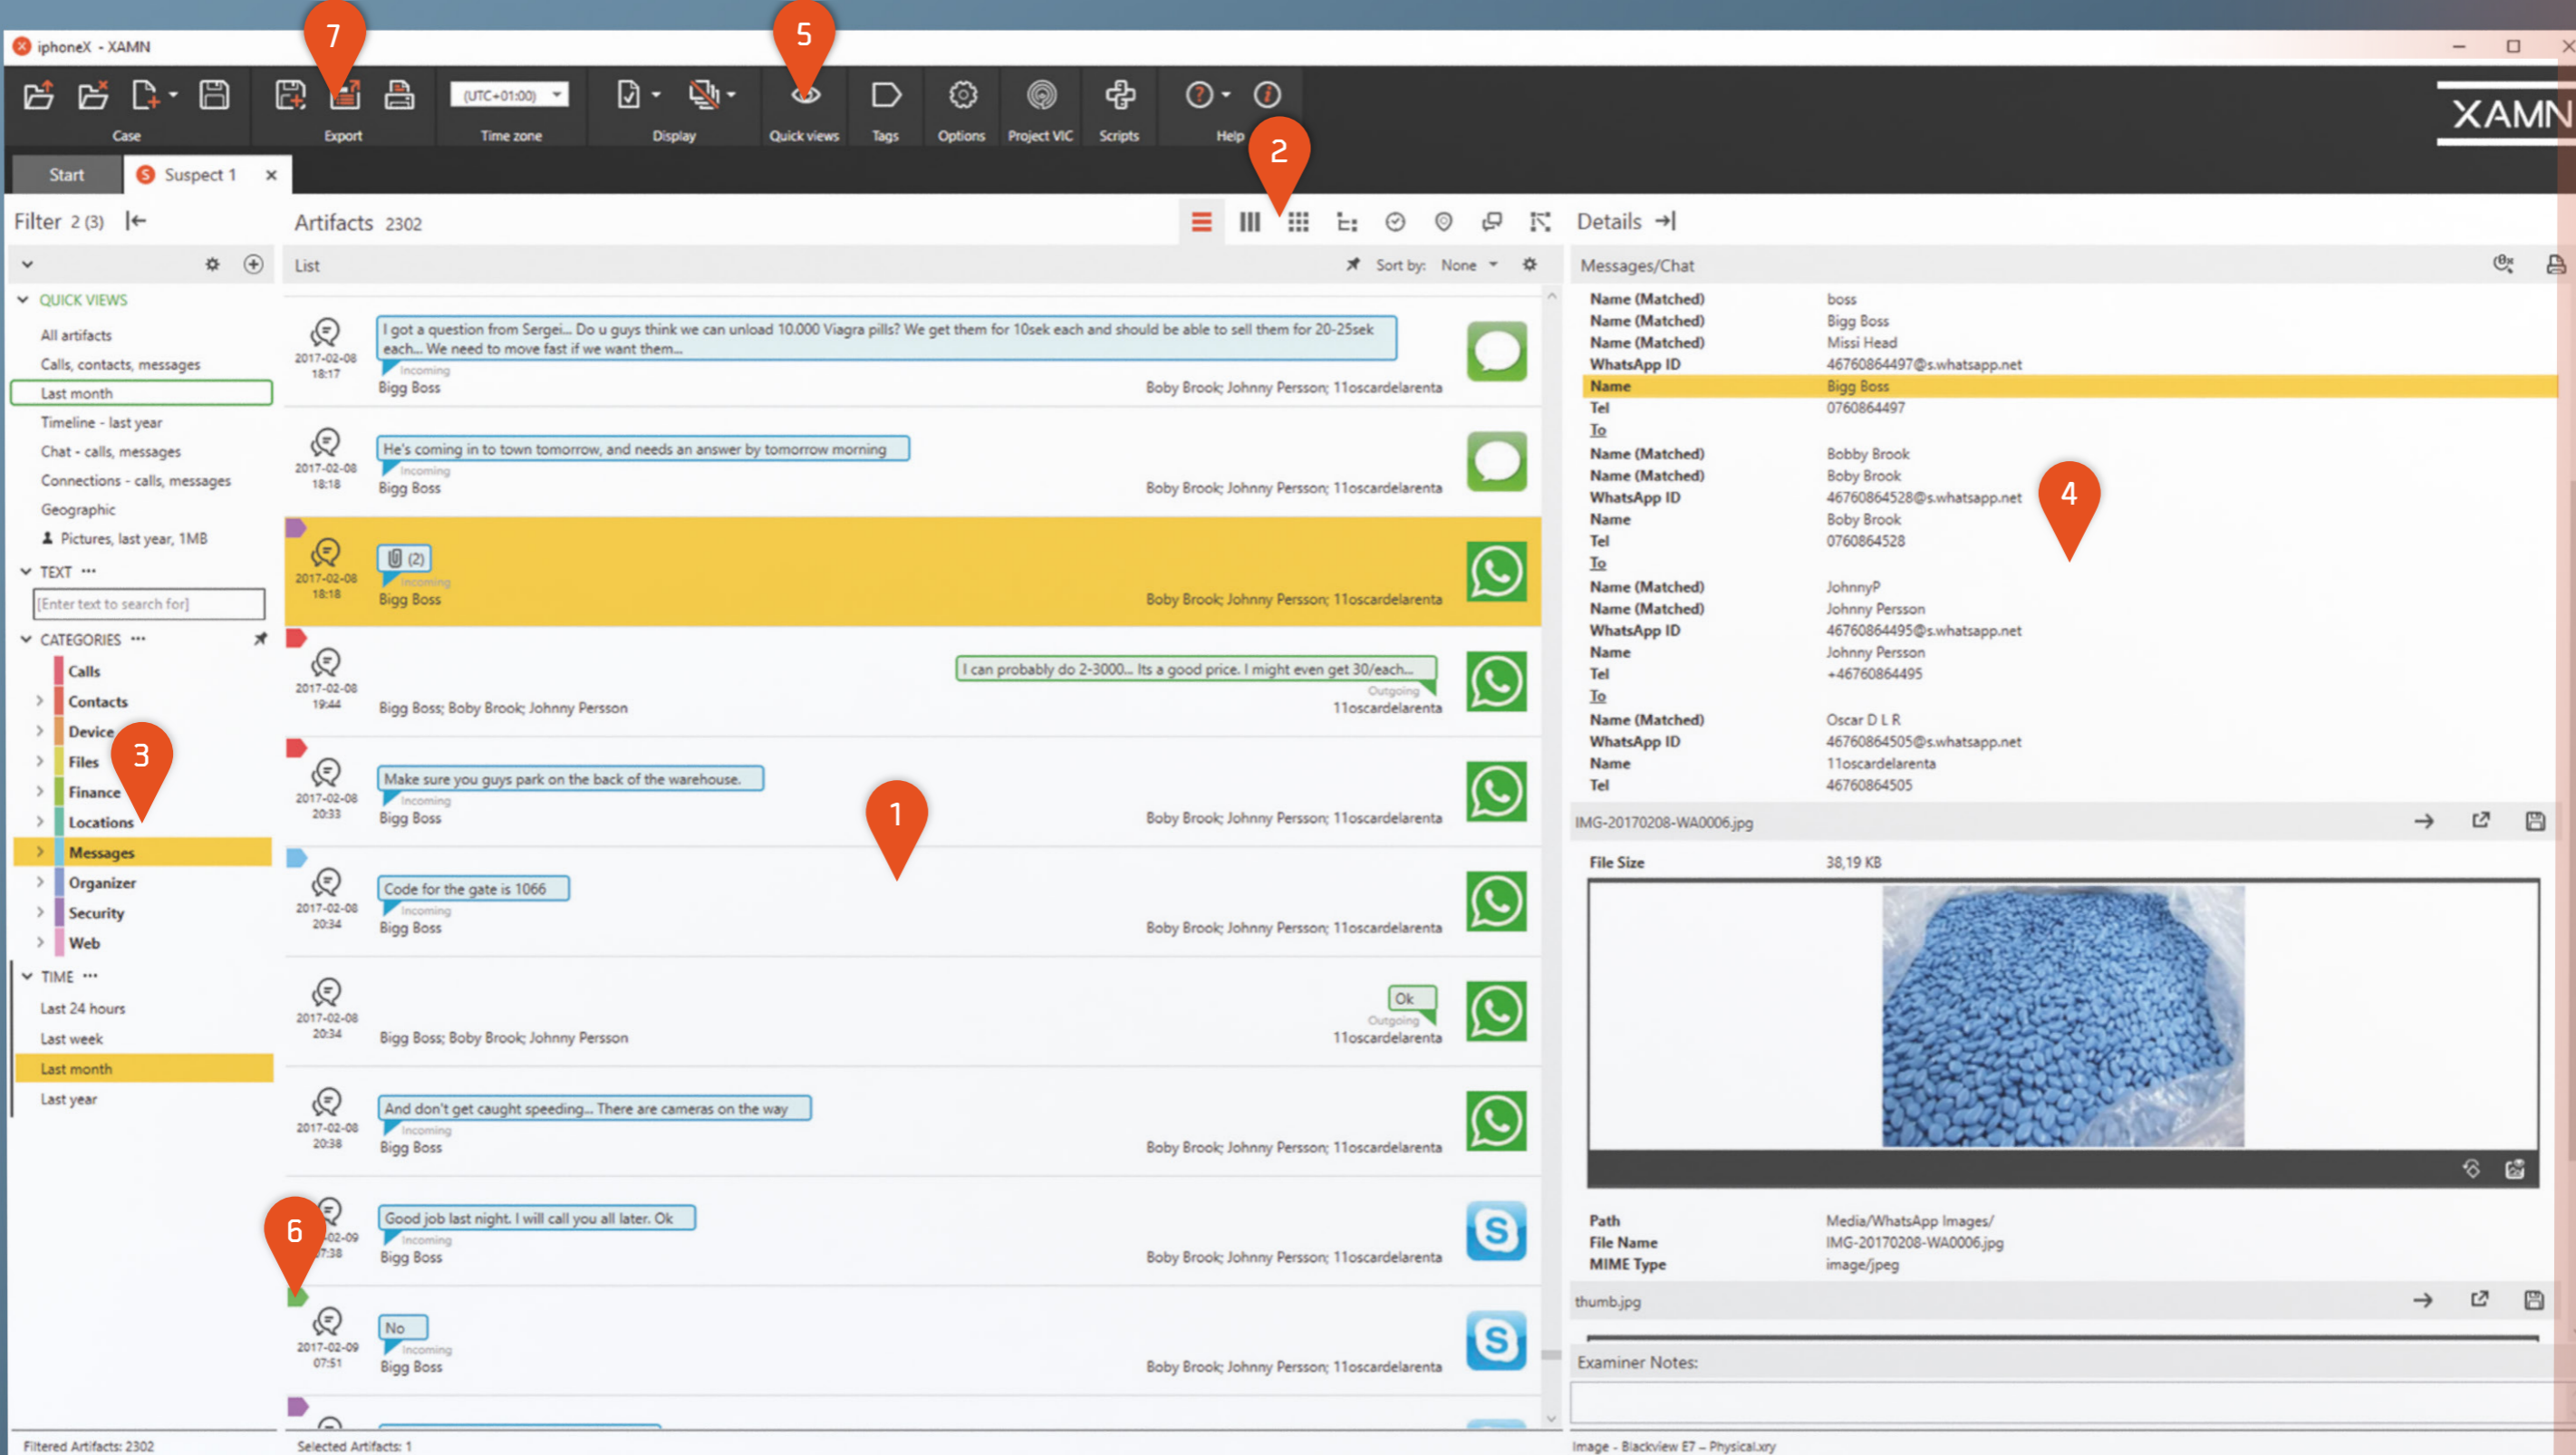 7
5
iphoneX - XAMN
(UTC+01:00)
Case
Export
Time zone
Display
Quick views
Tags
Options
Project VIC
Scripts
Help
XAMN
2
Start
Suspect 1
Filter 2 (3)
Artifacts 2302
Details
List
Sort by: None
Messages/Chat
QUICK VIEWS
All artifacts
Calls, contacts, messages
Last month
Timeline - last year
Chat - calls, messages
Connections - calls, messages
Geographic
Pictures, last year, 1MB
TEXT ...
[Enter text to search for]
CATEGORIES ...
Calls
Contacts
Device
Files
3
Finance
Locations
Messages
Organizer
Security
Web
TIME ...
Last 24 hours
Last week
Last month
Last year
Filtered Artifacts: 2302
I got a question from Sergei... Do u guys think we can unload 10.000 Viagra pills? We get them for 10sek each and should be able to sell them for 20-25sek
each... We need to move fast if we want them...
2017-02-08
18:17
Incoming
Bigg Boss
Boby Brook; Johnny Persson; 11oscardelarenta
He's coming in to town tomorrow, and needs an answer by tomorrow morning
2017-02-08
18:18
Incoming
Bigg Boss
Boby Brook; Johnny Persson; 11oscardelarenta
(2)
2017-02-08
18:18
Incoming
Bigg Boss
Boby Brook; Johnny Persson; 11oscardelarenta
I can probably do 2-3000... Its a good price. I might even get 30/each...
2017-02-08
19:44
Outgoing
Bigg Boss; Boby Brook; Johnny Persson
11oscardelarenta
Make sure you guys park on the back of the warehouse.
2017-02-08
20:33
Incoming
Bigg Boss
Boby Brook; Johnny Persson; 11oscardelarenta
1
Code for the gate is 1066
2017-02-08
20:34
Incoming
Bigg Boss
Boby Brook; Johnny Persson; 11oscardelarenta
Ok
2017-02-08
20:34
Outgoing
Bigg Boss; Boby Brook; Johnny Persson
11oscardelarenta
And don't get caught speeding... There are cameras on the way
2017-02-08
20:38
Incoming
Bigg Boss
Boby Brook; Johnny Persson; 11oscardelarenta
Good job last night. I will call you all later. Ok
6
-02-09
7:38
Incoming
Bigg Boss
Boby Brook; Johnny Persson; 11oscardelarenta
S
No
2017-02-09
07:51
Incoming
Bigg Boss
Boby Brook; Johnny Persson; 11oscardelarenta
S
Selected Artifacts: 1
Name (Matched) boss
Name (Matched) Bigg Boss
Name (Matched) Missi Head
WhatsApp ID 46760864497@s.whatsapp.net
Name Bigg Boss
Tel 0760864497
To
Name (Matched) Bobby Brook
Name (Matched) Boby Brook
WhatsApp ID 46760864528@s.whatsapp.net
4
Name Boby Brook
Tel 0760864528
To
Name (Matched) JohnnyP
Name (Matched) Johnny Persson
WhatsApp ID 46760864495@s.whatsapp.net
Name Johnny Persson
Tel +46760864495
To
Name (Matched) Oscar D L R
WhatsApp ID 46760864505@s.whatsapp.net
Name 11oscardelarenta
Tel 46760864505
IMG-20170208-WA0006.jpg
File Size 38,19 KB
Path Media/WhatsApp Images/
File Name IMG-20170208-WA0006.jpg
MIME Type image/jpeg
thumb.jpg
Examiner Notes:
Image - Blackview E7 – Physical.xry